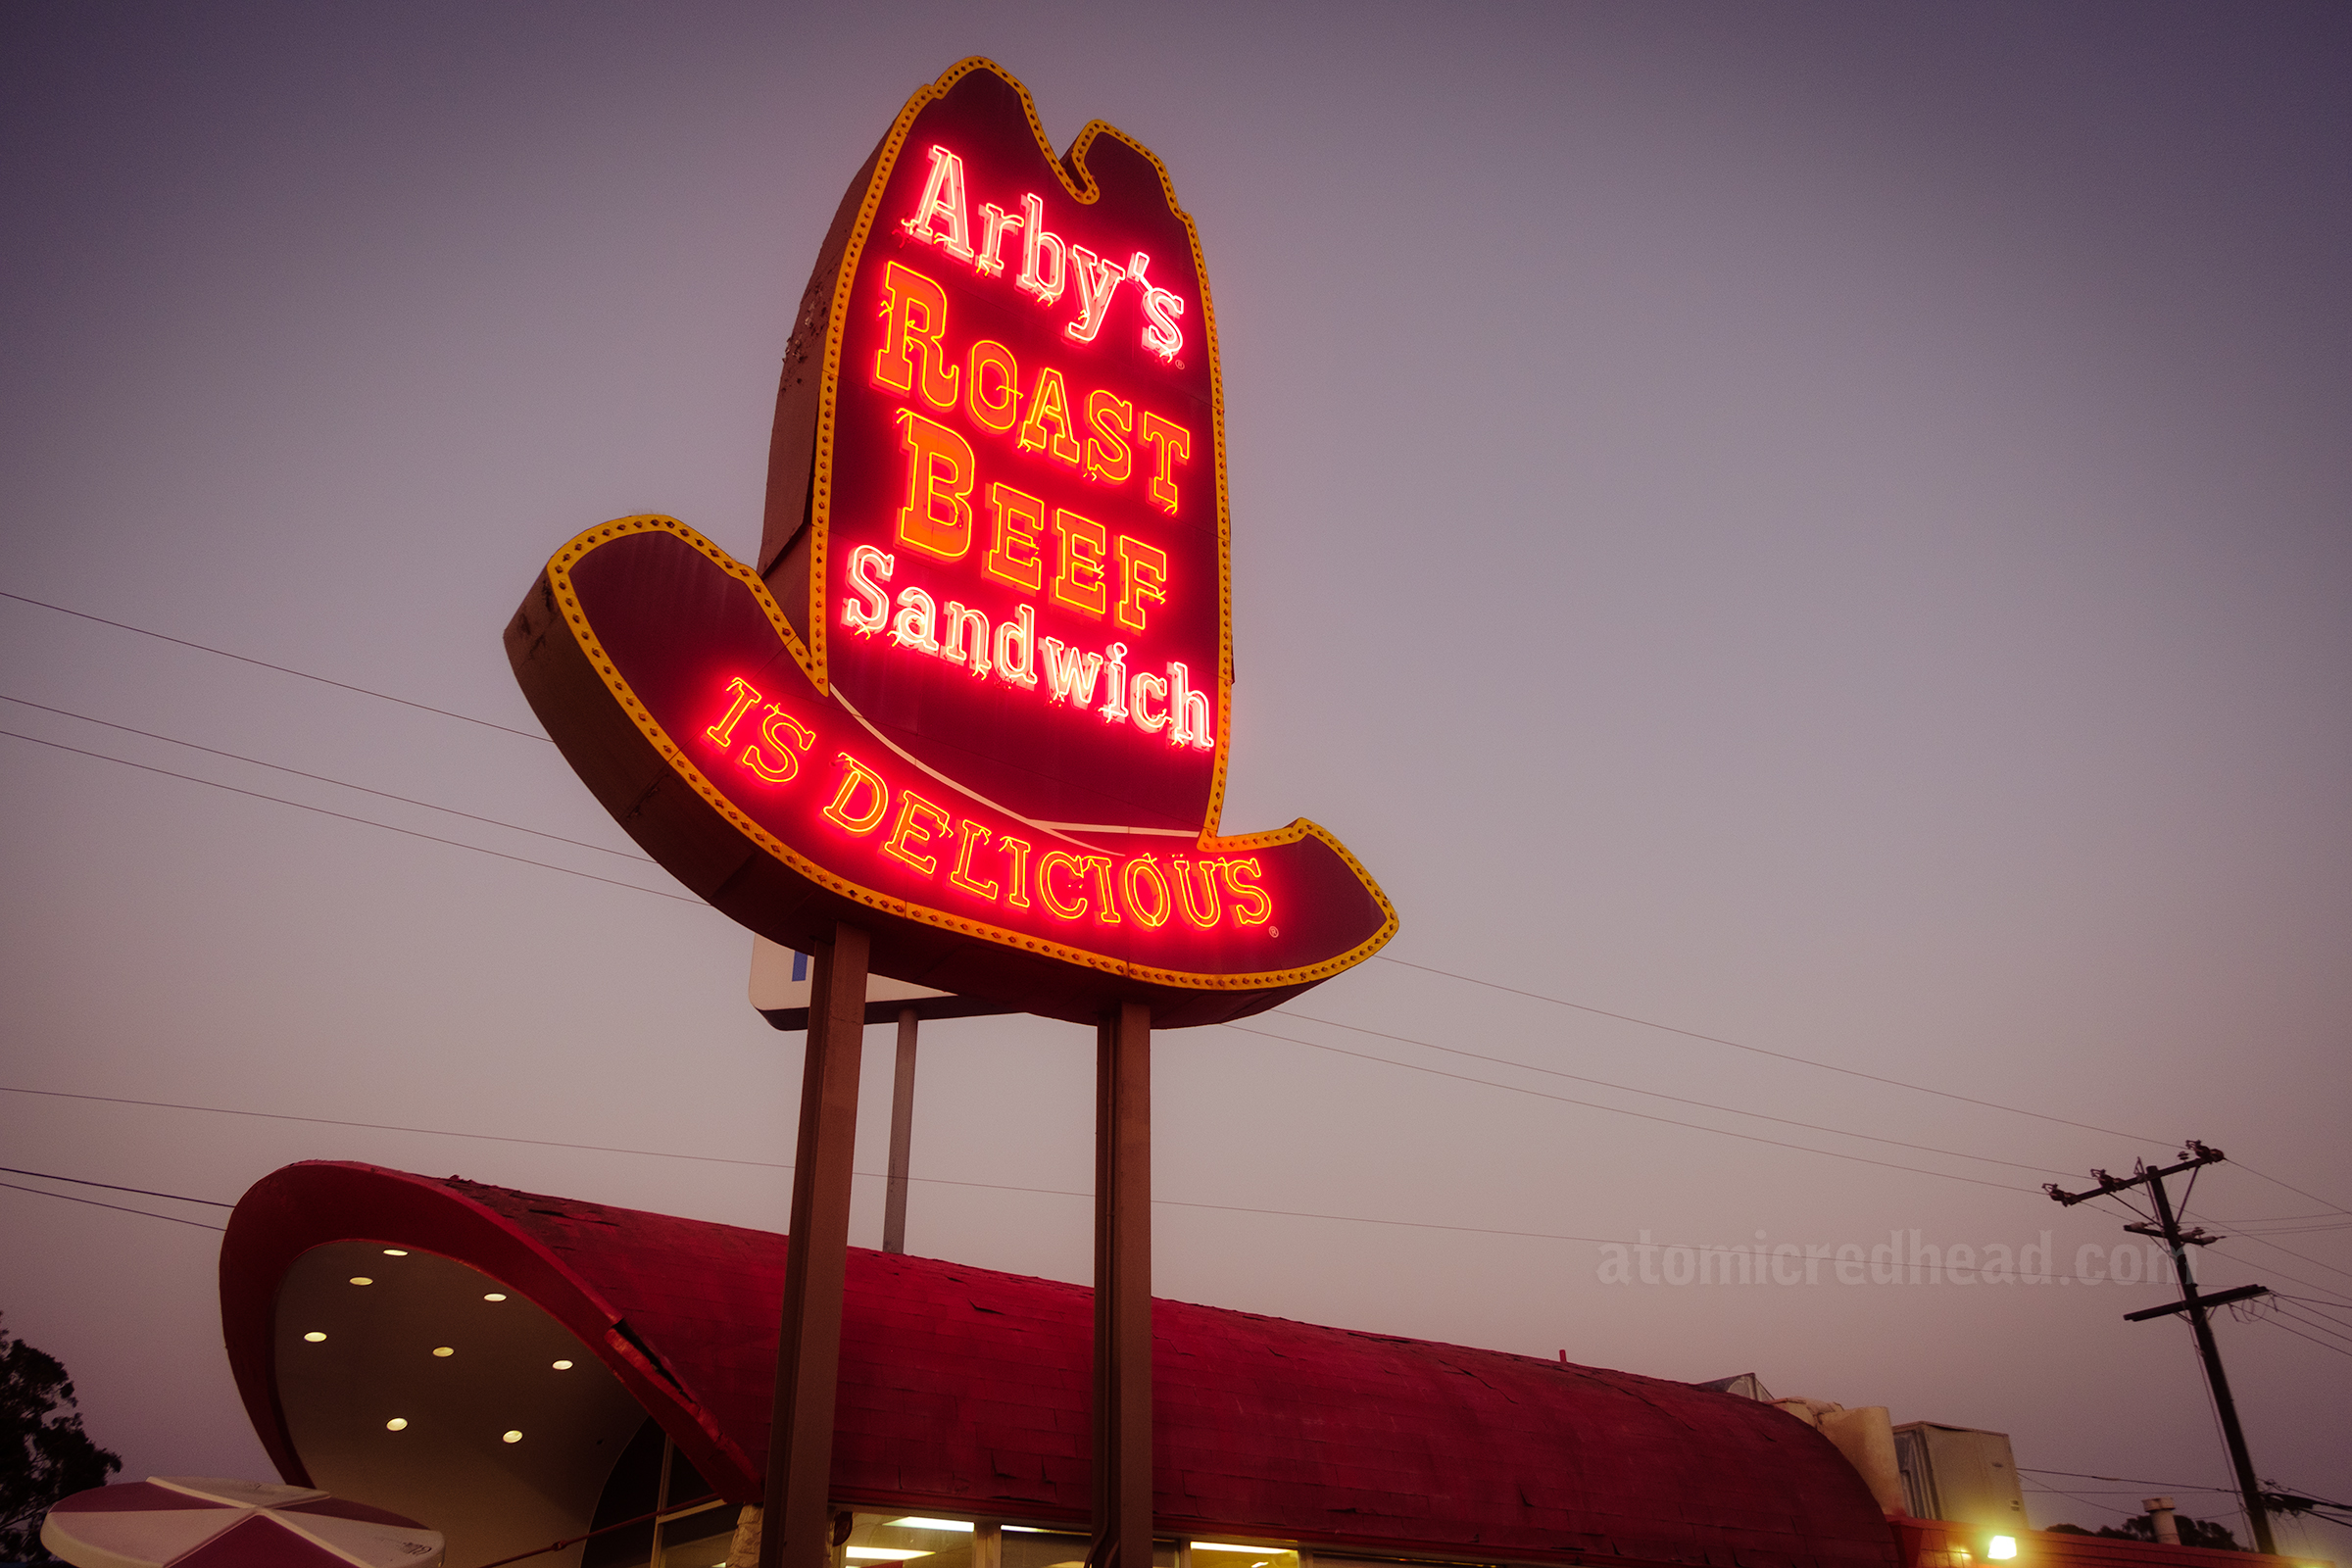 Arby's
ROAST
BEEF
Sandwich
IS DELICIOUS
atomicredhead.com